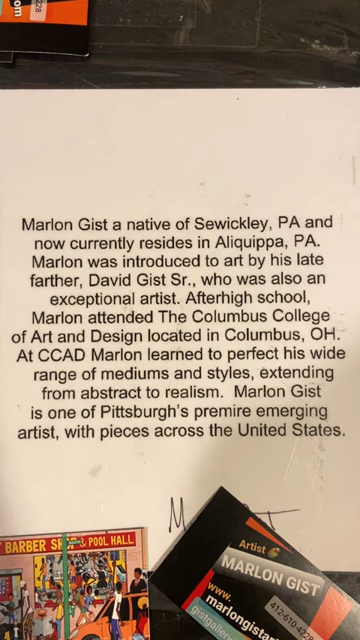 Marlon Gist a native of Sewickley, PA and
now currently resides in Aliquippa, PA.
Marlon was introduced to art by his late
farther, David Gist Sr., who was also an
exceptional artist. Afterhigh school,
Marlon attended The Columbus College
of Art and Design located in Columbus, OH.
At CCAD Marlon learned to perfect his wide
range of mediums and styles, extending
from abstract to realism. Marlon Gist
is one of Pittsburgh's premire emerging
artist, with pieces across the United States.
BARBER SHOP & POOL HALL
Artist
MARLON GIST
www.